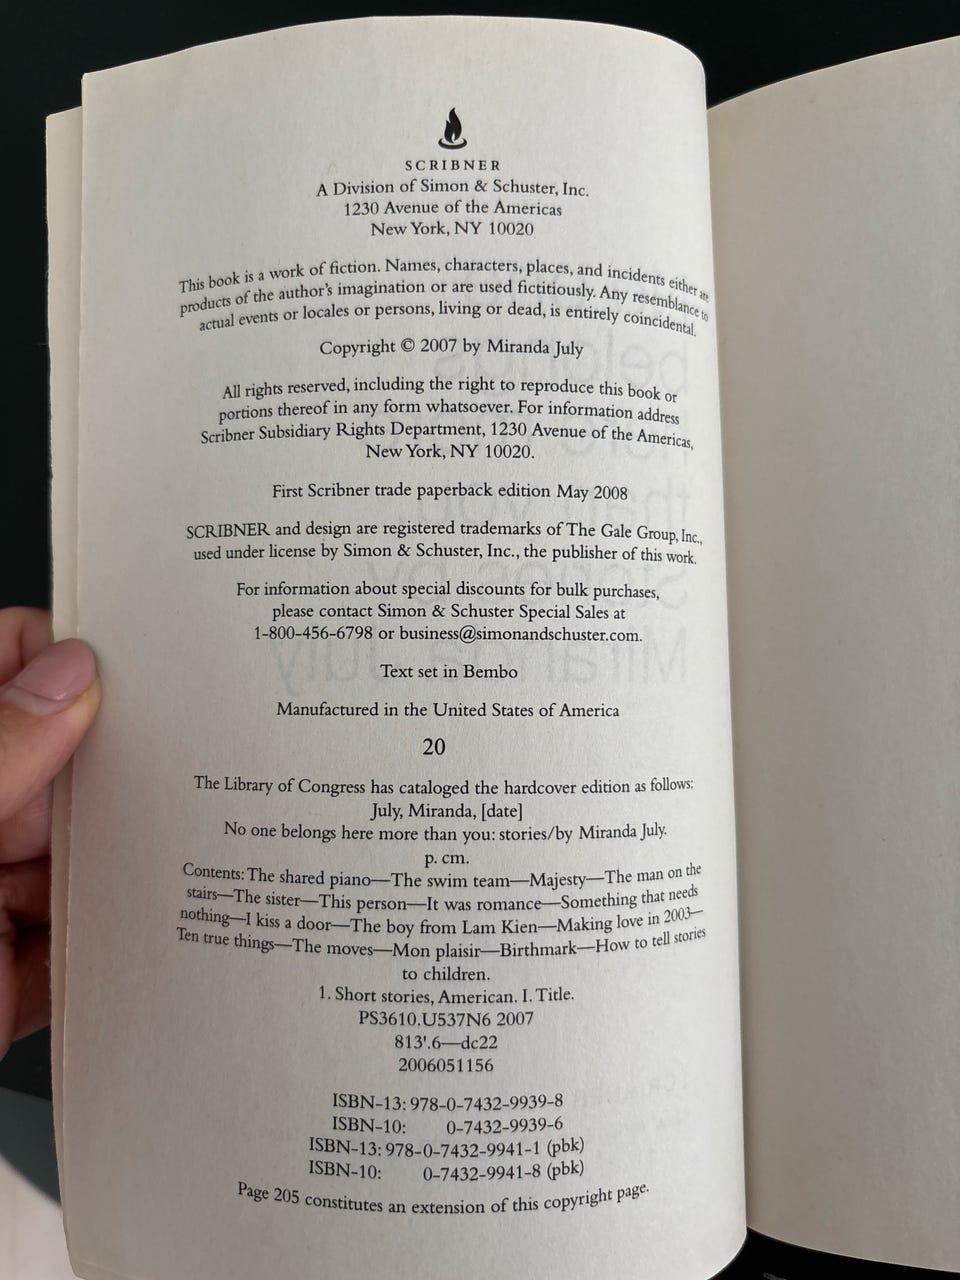 SCRIBNER
A Division of Simon & Schuster, Inc.
1230 Avenue of the Americas
New York, NY 10020
This book is a work of fiction. Names, characters, places, and incidents either are
products of the author's imagination or are used fictitiously. Any resemblance to
actual events or locales or persons, living or dead, is entirely coincidental.
Copyright © 2007 by Miranda July
All rights reserved, including the right to reproduce this book or
portions thereof in any form whatsoever. For information address
Scribner Subsidiary Rights Department, 1230 Avenue of the Americas,
New York, NY 10020.
First Scribner trade paperback edition May 2008
SCRIBNER and design are registered trademarks of The Gale Group, Inc.,
used under license by Simon & Schuster, Inc., the publisher of this work.
For information about special discounts for bulk purchases,
please contact Simon & Schuster Special Sales at
1-800-456-6798 or business@simonandschuster.com.
Text set in Bembo
Manufactured in the United States of America
20
The Library of Congress has cataloged the hardcover edition as follows:
July, Miranda, [date]
No one belongs here more than you: stories/by Miranda July.
p. cm.
Contents: The shared piano—The swim team—Majesty—The man on the
stairs—The sister—This person—It was romance—Something that needs
nothing—I kiss a door—The boy from Lam Kien—Making love in 2003—
Ten true things—The moves—Mon plaisir—Birthmark—How to tell stories
to children.
1. Short stories, American. I. Title.
PS3610.U537N6 2007
813'.6—dc22
2006051156
ISBN-13: 978-0-7432-9939-8
ISBN-10: 0-7432-9939-6
ISBN-13: 978-0-7432-9941-1 (pbk)
ISBN-10: 0-7432-9941-8 (pbk)
Page 205 constitutes an extension of this copyright page.